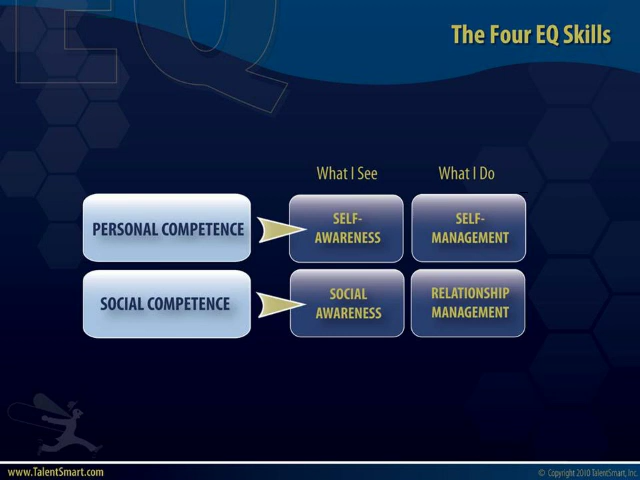 EQ
The Four EQ Skills
What I See
What I Do
PERSONAL COMPETENCE
SELF-
AWARENESS
SELF-
MANAGEMENT
SOCIAL COMPETENCE
SOCIAL
AWARENESS
RELATIONSHIP
MANAGEMENT
www.TalentSmart.com
© Copyright 2010 TalentSmart, Inc.